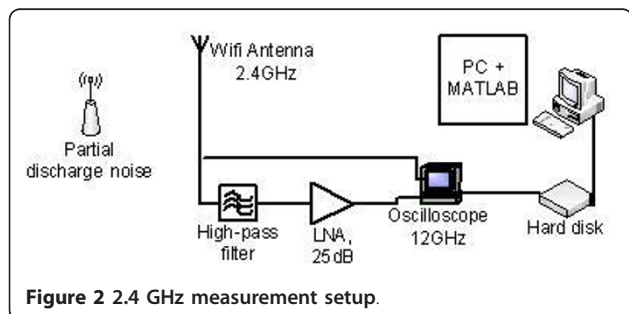 Wifi Antenna
2.4GHz
PC +
MATLAB
Partial
discharge noise
High-pass
filter
LNA,
25dB
Oscilloscope
12GHz
Hard disk
Figure 2 2.4 GHz measurement setup.